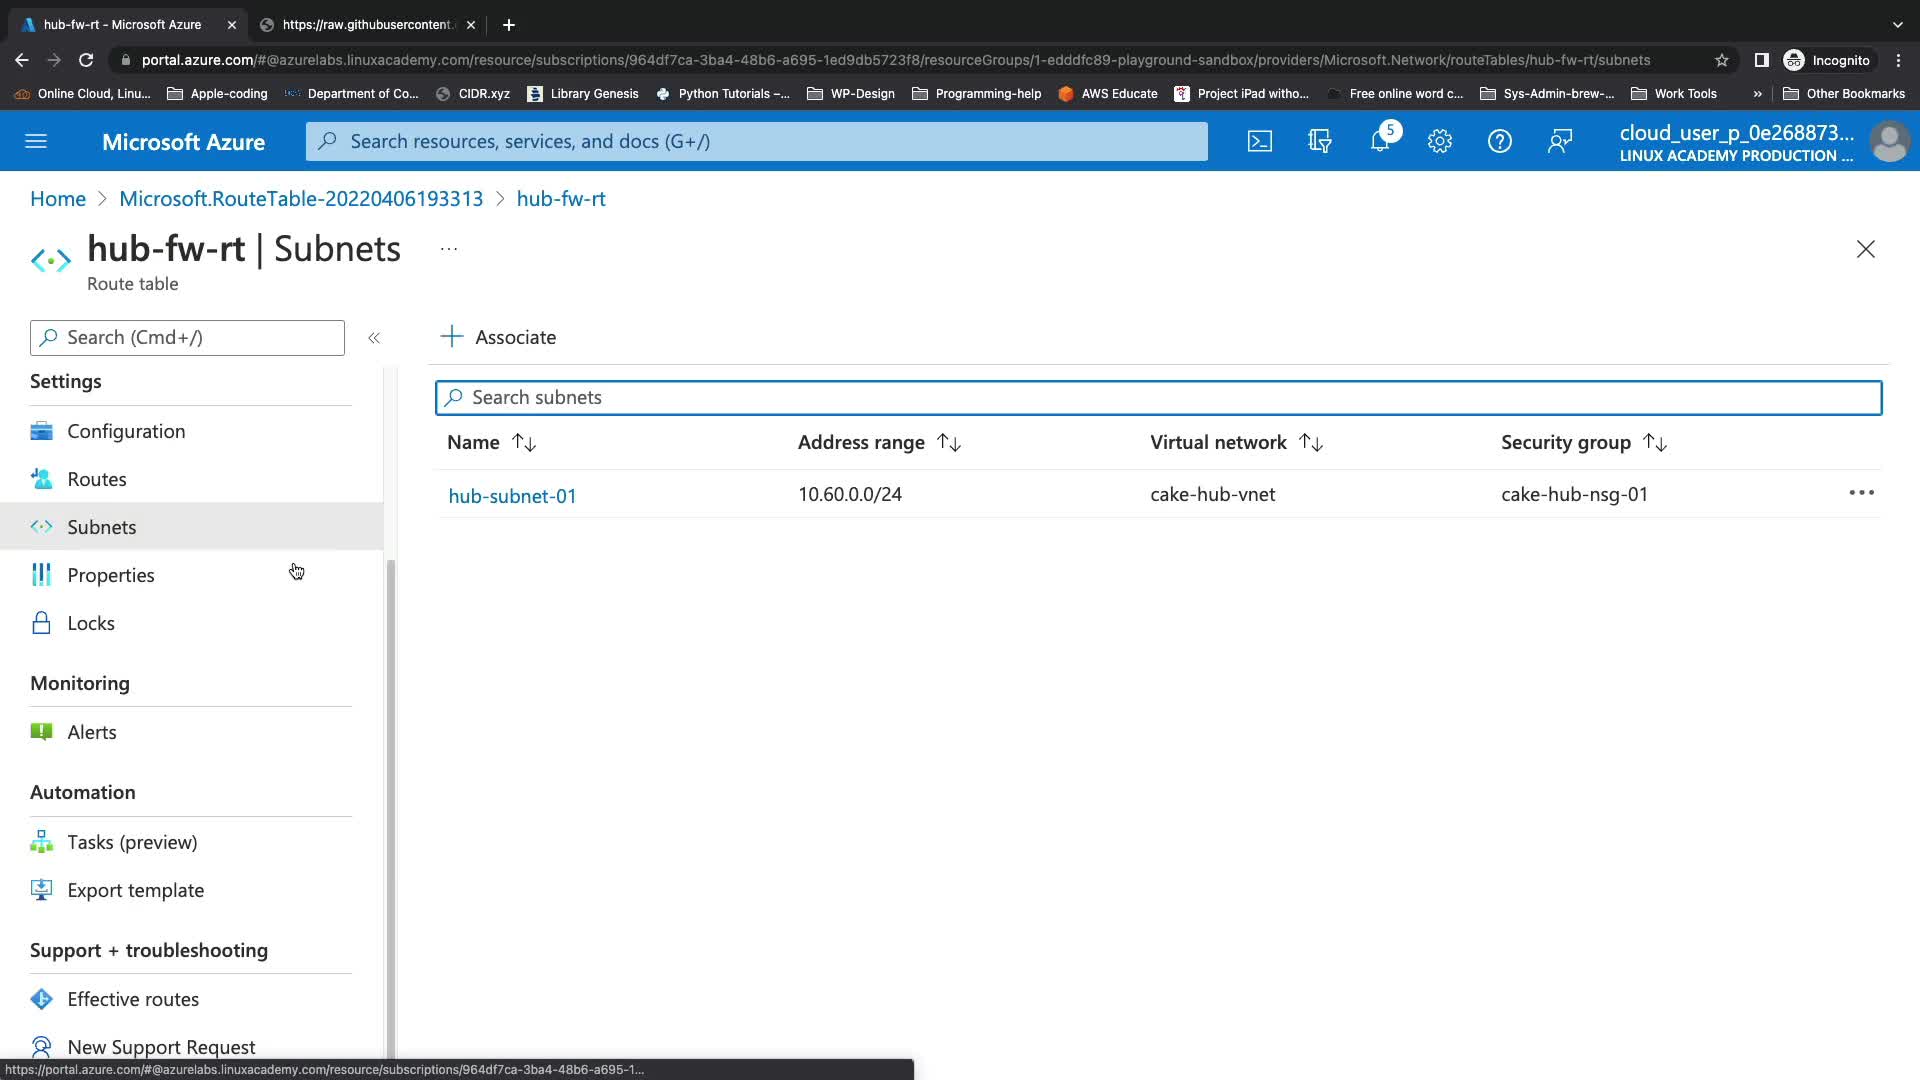 hub-fw-rt - Microsoft Azure
https://raw.githubusercontent.
portal.azure.com/#@azurelabs.linuxacademy.com/resource/subscriptions/964df7ca-3ba4-48b6-a695-1ed9db5723f8/resourceGroups/1-edddfc89-playground-sandbox/providers/Microsoft.Network/routeTables/hub-fw-rt/subnets
Incognito
Online Cloud, Linu...
Apple-coding
Department of Co...
CIDR.xyz
Library Genesis
Python Tutorials –...
WP-Design
Programming-help
AWS Educate
Project iPad witho...
Free online word c...
Sys-Admin-brew-...
Work Tools
»
Other Bookmarks
Microsoft Azure
Search resources, services, and docs (G+/)
5
cloud_user_p_0e268873...
LINUX ACADEMY PRODUCTION ...
Home > Microsoft.RouteTable-20220406193313 > hub-fw-rt
hub-fw-rt | Subnets ...
Route table
Search (Cmd+/)
«
Settings
Configuration
Routes
Subnets
Properties
Locks
Monitoring
Alerts
Automation
Tasks (preview)
Export template
Support + troubleshooting
Effective routes
New Support Request
Associate
Search subnets
Name Address range Virtual network Security group
hub-subnet-01 10.60.0.0/24 cake-hub-vnet cake-hub-nsg-01
https://portal.azure.com/#@azurelabs.linuxacademy.com/resource/subscriptions/964df7ca-3ba4-48b6-a695-1...